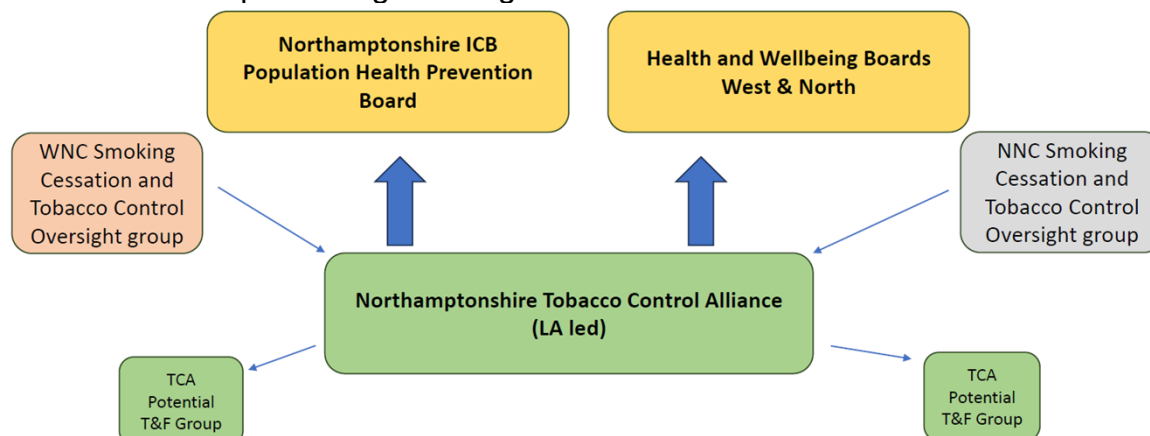 Northamptonshire ICB
Population Health Prevention
Board
Health and Wellbeing Boards
West & North
WNC Smoking
Cessation and
Tobacco Control
Oversight group
NNC Smoking
Cessation and
Tobacco Control
Oversight group
Northamptonshire Tobacco Control Alliance
(LA led)
TCA
Potential
T&F Group
TCA
Potential
T&F Group